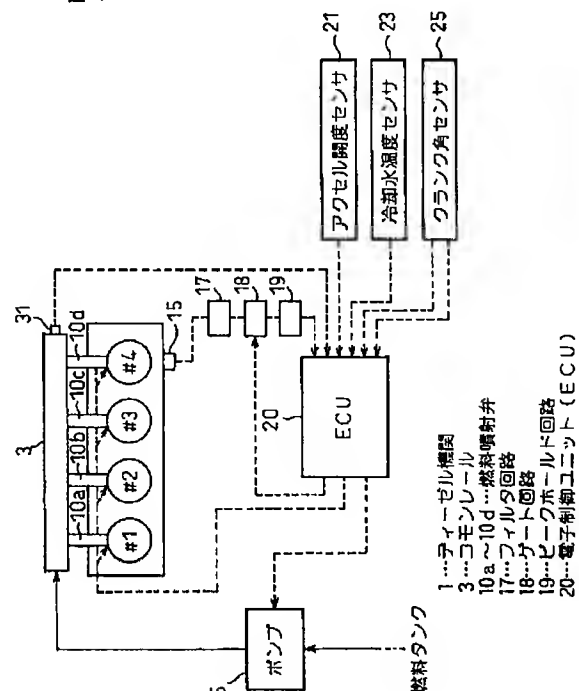 3
31
10a
10b
10c
10d
#1
#2
#3
#4
15
17
18
19
20
ECU
ポンプ
燃料タンク
アクセル開度センサ
21
冷却水温度センサ
23
クランク角センサ
25
1…ディーゼル機関
3…コモンレール
10a~10d…燃料噴射弁
17…フィルタ回路
18…ゲート回路
19…ピークホールド回路
20…電子制御ユニット(ECU)